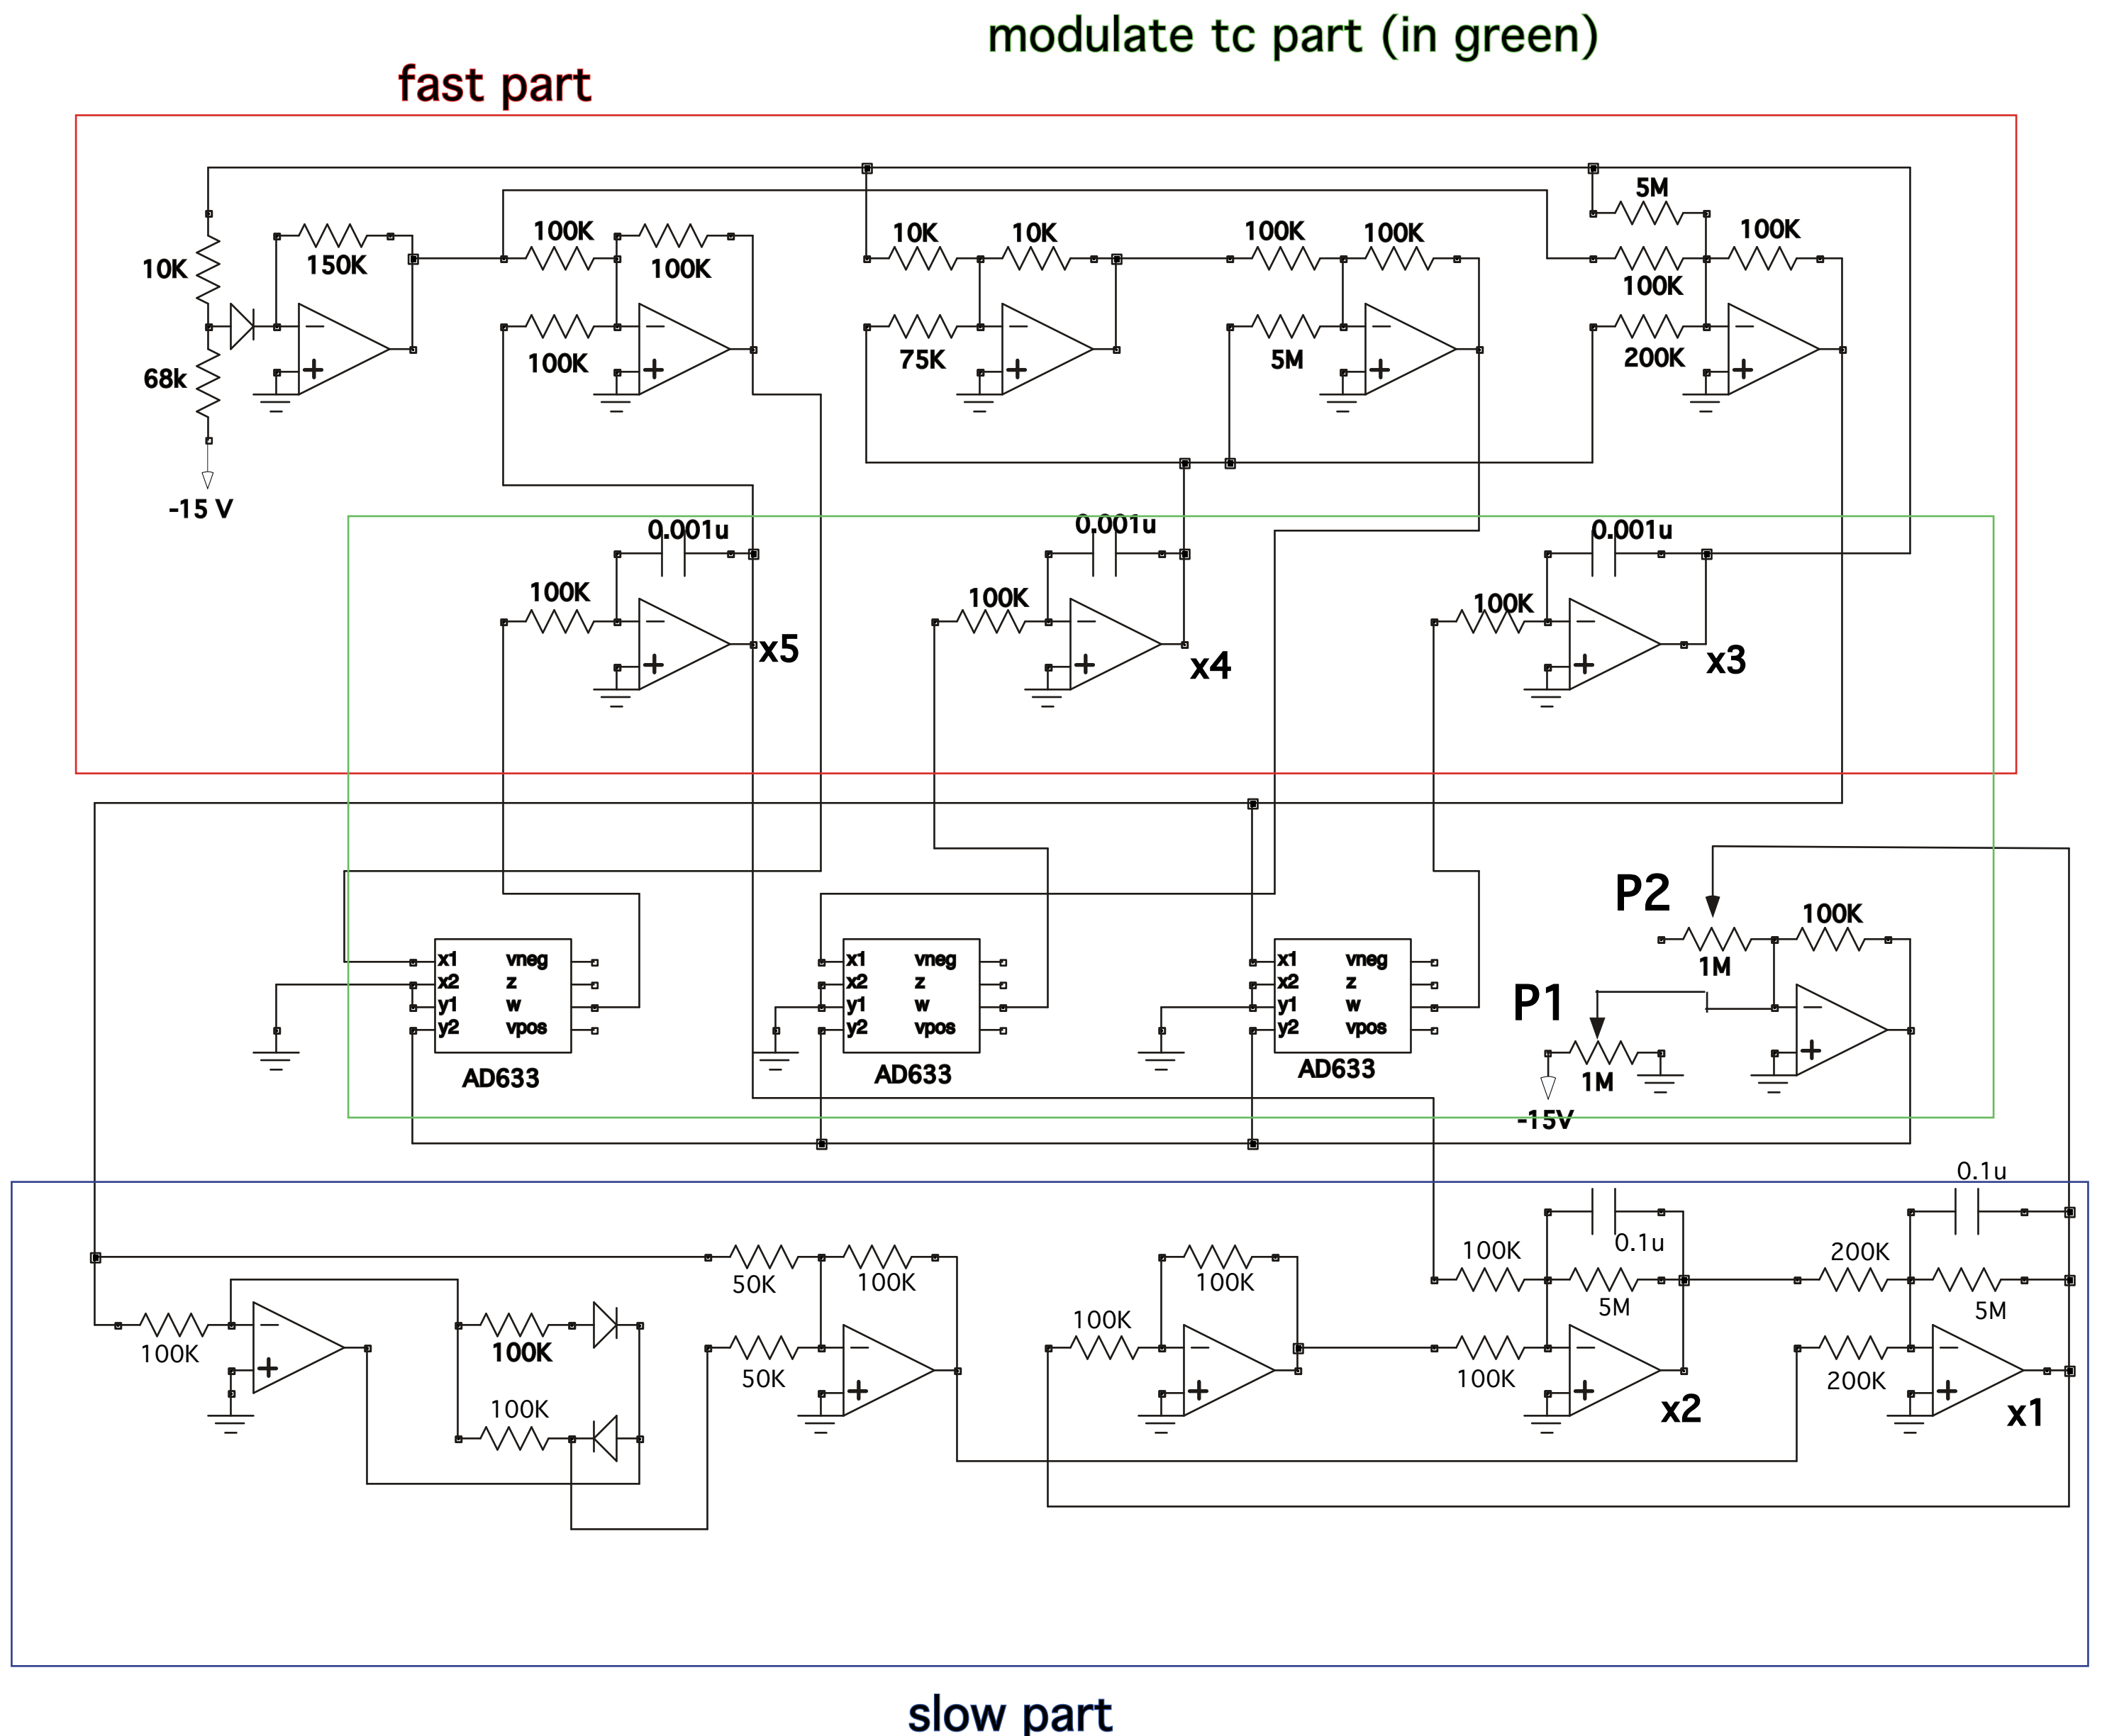 modulate tc part (in green)
fast part
5M
100K
10K
10K
100K
100K
100K
10K
150K
100K
100K
68k
100K
75K
5M
200K
-15 V
0.001u
0.001u
0.001u
100K
100K
100K
x5
x4
x3
P2
100K
1M
x1 vneg
x2 z
y1 w
y2 vpos
AD633
x1 vneg
x2 z
y1 w
y2 vpos
AD633
x1 vneg
x2 z
y1 w
y2 vpos
AD633
P1
1M
-15V
0.1u
0.1u
50K
100K
100K
100K
5M
200K
5M
100K
100K
100K
50K
100K
100K
200K
100K
x2
x1
slow part